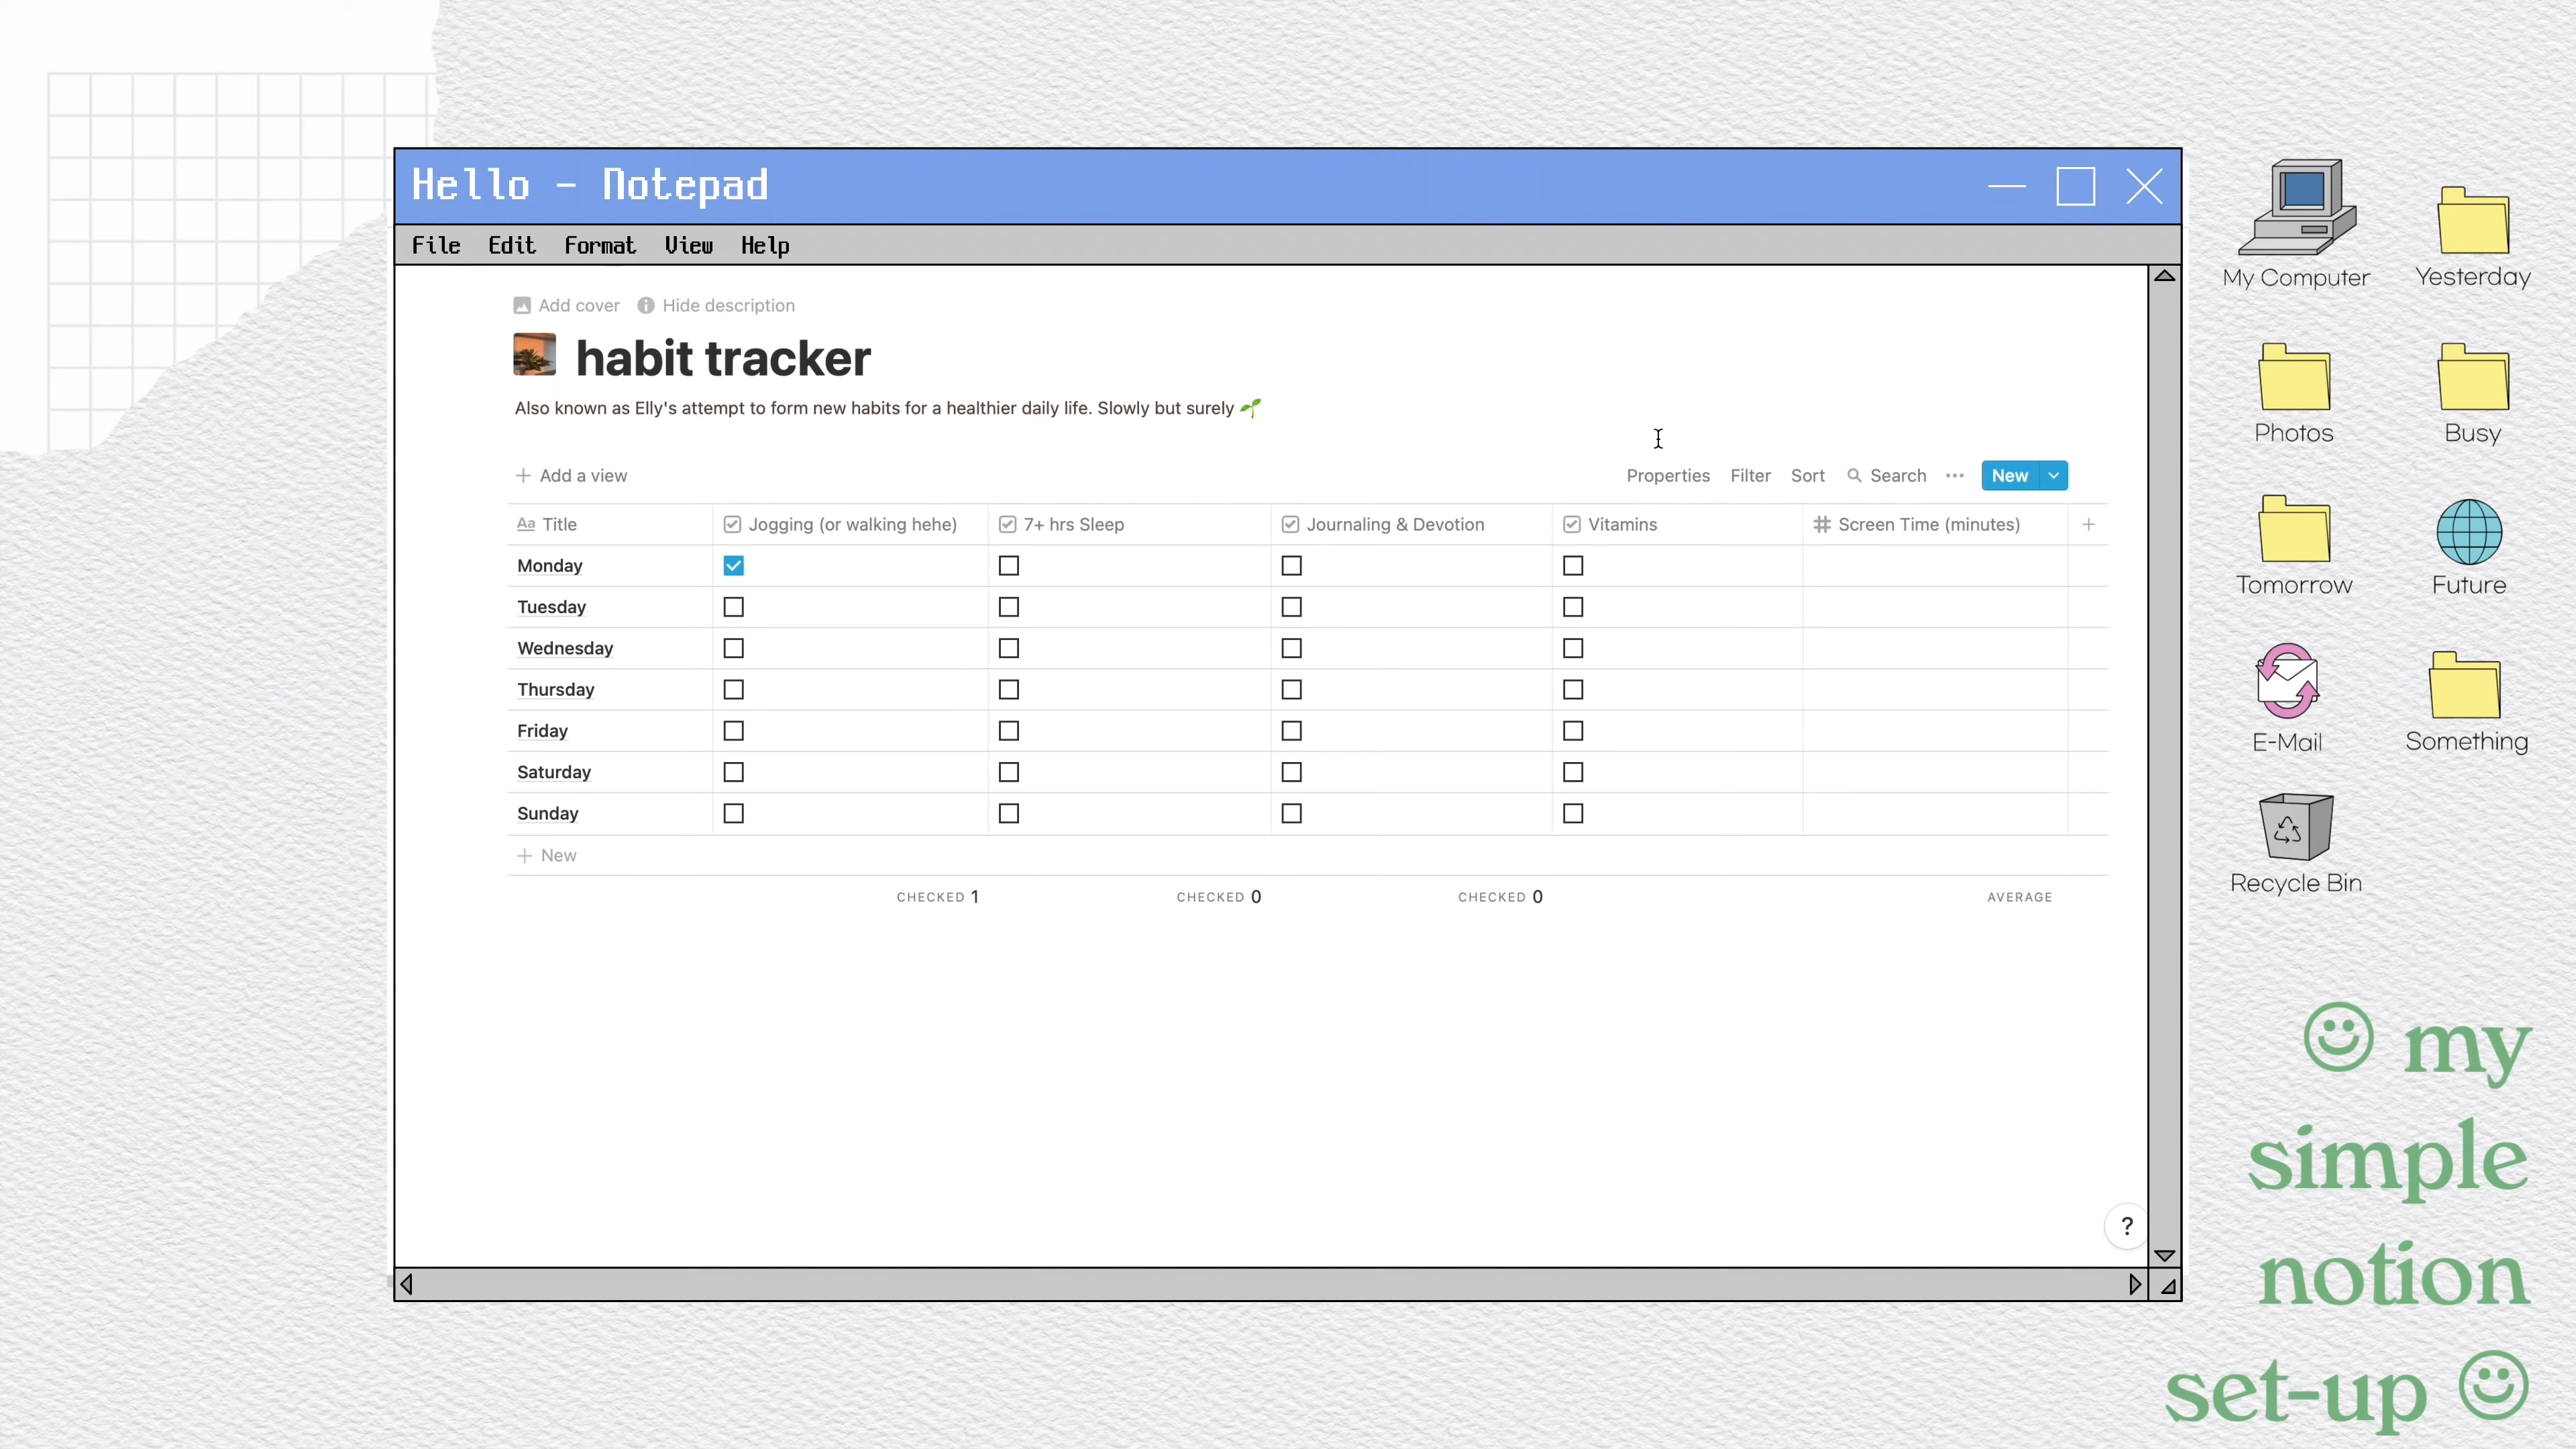 Hello - Notepad
File Edit Format View Help
Add cover Hide description
habit tracker
Also known as Elly's attempt to form new habits for a healthier daily life. Slowly but surely 🌱
+ Add a view Properties Filter Sort Search ··· New
Aa Title Jogging (or walking hehe) 7+ hrs Sleep Journaling & Devotion Vitamins # Screen Time (minutes) +
Monday
Tuesday
Wednesday
Thursday
Friday
Saturday
Sunday
+ New
CHECKED 1 CHECKED 0 CHECKED 0 AVERAGE
?
My Computer Yesterday
Photos Busy
Tomorrow Future
E-Mail Something
Recycle Bin
my
simple
notion
set-up